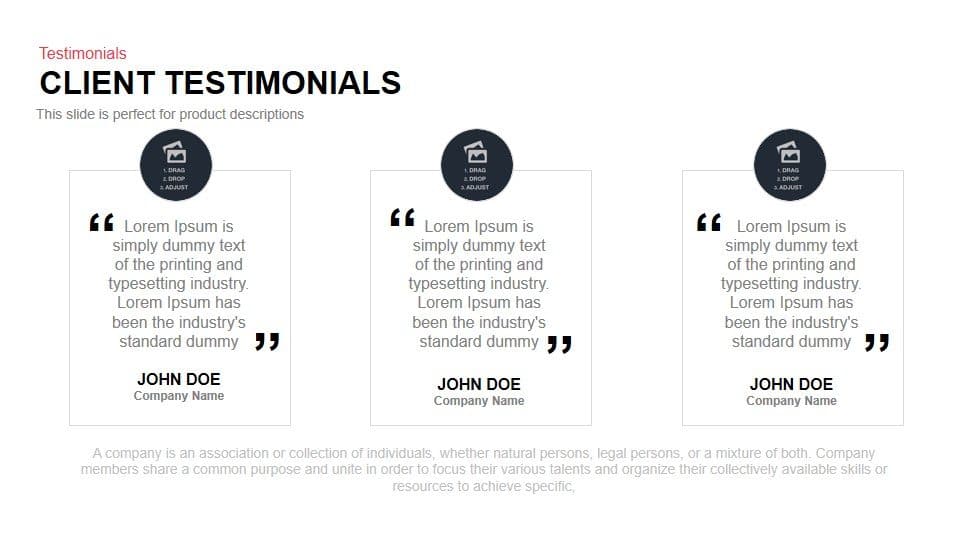 Testimonials
CLIENT TESTIMONIALS
This slide is perfect for product descriptions
1. DRAG
2. DROP
3. ADJUST
“ Lorem Ipsum is
simply dummy text
of the printing and
typesetting industry.
Lorem Ipsum has
been the industry's
standard dummy ”
JOHN DOE
Company Name
1. DRAG
2. DROP
3. ADJUST
“ Lorem Ipsum is
simply dummy text
of the printing and
typesetting industry.
Lorem Ipsum has
been the industry's
standard dummy ”
JOHN DOE
Company Name
1. DRAG
2. DROP
3. ADJUST
“ Lorem Ipsum is
simply dummy text
of the printing and
typesetting industry.
Lorem Ipsum has
been the industry's
standard dummy ”
JOHN DOE
Company Name
A company is an association or collection of individuals, whether natural persons, legal persons, or a mixture of both. Company
members share a common purpose and unite in order to focus their various talents and organize their collectively available skills or
resources to achieve specific,